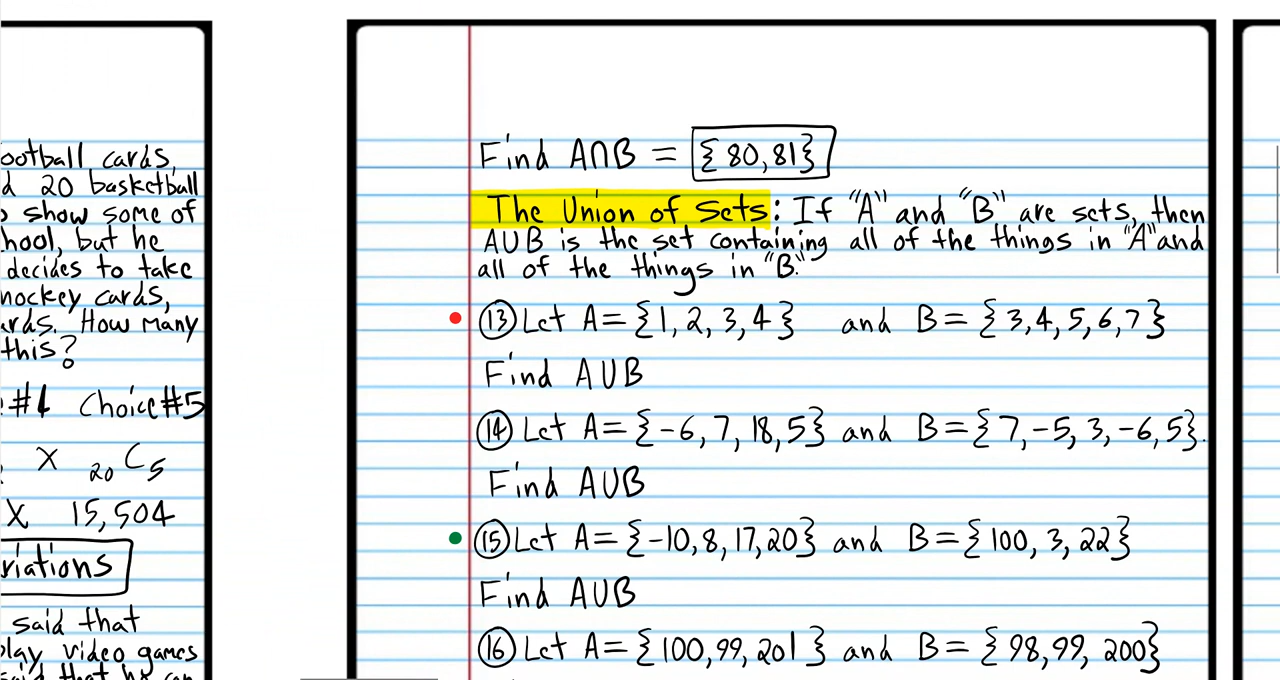 ootball cards,
d 20 basketball
show some of
hool, but he
decides to take
hockey cards,
ards. How many
this?
#4 Choice #5
X 20C5
X 15,504
riations
said that
play video games
said that he can
Find A∩B = {80,81}
The Union of Sets: If "A" and "B" are sets, then
A∪B is the set containing all of the things in "A" and
all of the things in "B."
⑬ Let A = {1, 2, 3, 4} and B = {3, 4, 5, 6, 7}
Find A∪B
⑭ Let A = {-6, 7, 18, 5} and B = {7, -5, 3, -6, 5}.
Find A∪B
⑮ Let A = {-10, 8, 17, 20} and B = {100, 3, 22}
Find A∪B
⑯ Let A = {100, 99, 201} and B = {98, 99, 200}